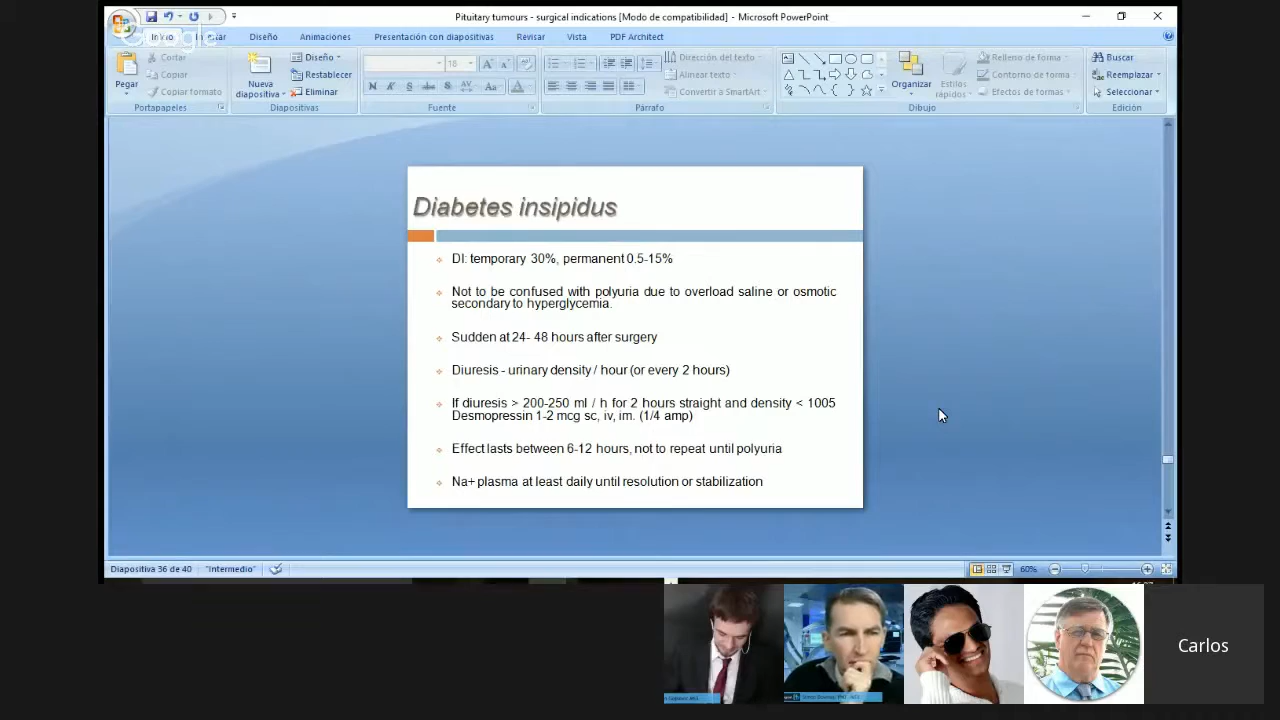 Pituitary tumours - surgical indications [Modo de compatibilidad] - Microsoft PowerPoint
Google
Inicio
Diseño
Animaciones
Presentación con diapositivas
Revisar
Vista
PDF Architect
Pegar
Cortar
Copiar
Copiar formato
Portapapeles
Nueva
diapositiva
Diseño
Restablecer
Eliminar
Diapositivas
18
N K S abe S AV Aa A
Fuente
Párrafo
Dirección del texto
Alinear texto
Convertir a SmartArt
Organizar
Estilos
rápidos
Relleno de forma
Contorno de forma
Efectos de formas
Dibujo
Buscar
Reemplazar
Seleccionar
Edición
Diabetes insipidus
DI: temporary 30%, permanent 0.5-15%
Not to be confused with polyuria due to overload saline or osmotic
secondary to hyperglycemia.
Sudden at 24- 48 hours after surgery
Diuresis - urinary density / hour (or every 2 hours)
If diuresis > 200-250 ml / h for 2 hours straight and density < 1005
Desmopressin 1-2 mcg sc, iv, im. (1/4 amp)
Effect lasts between 6-12 hours, not to repeat until polyuria
Na+ plasma at least daily until resolution or stabilization
Diapositiva 36 de 40
"Intermedio"
60%
Carlos